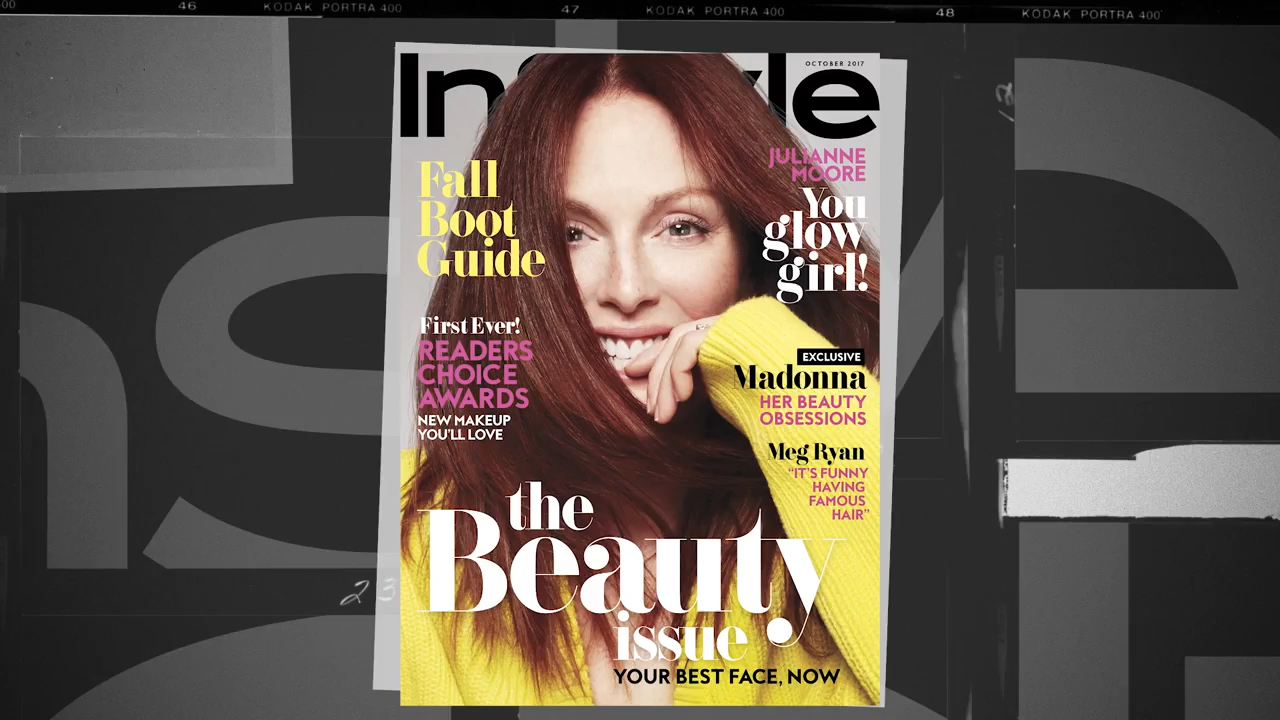 46 KODAK PORTRA 400 47 KODAK PORTRA 400 48 KODAK PORTRA 400
InStyle
OCTOBER 2017
JULIANNE
MOORE
You
glow
girl!
Fall
Boot
Guide
First Ever!
READERS
CHOICE
AWARDS
NEW MAKEUP
YOU'LL LOVE
EXCLUSIVE
Madonna
HER BEAUTY
OBSESSIONS
Meg Ryan
“IT'S FUNNY
HAVING
FAMOUS
HAIR”
the
Beauty
issue
YOUR BEST FACE, NOW
23